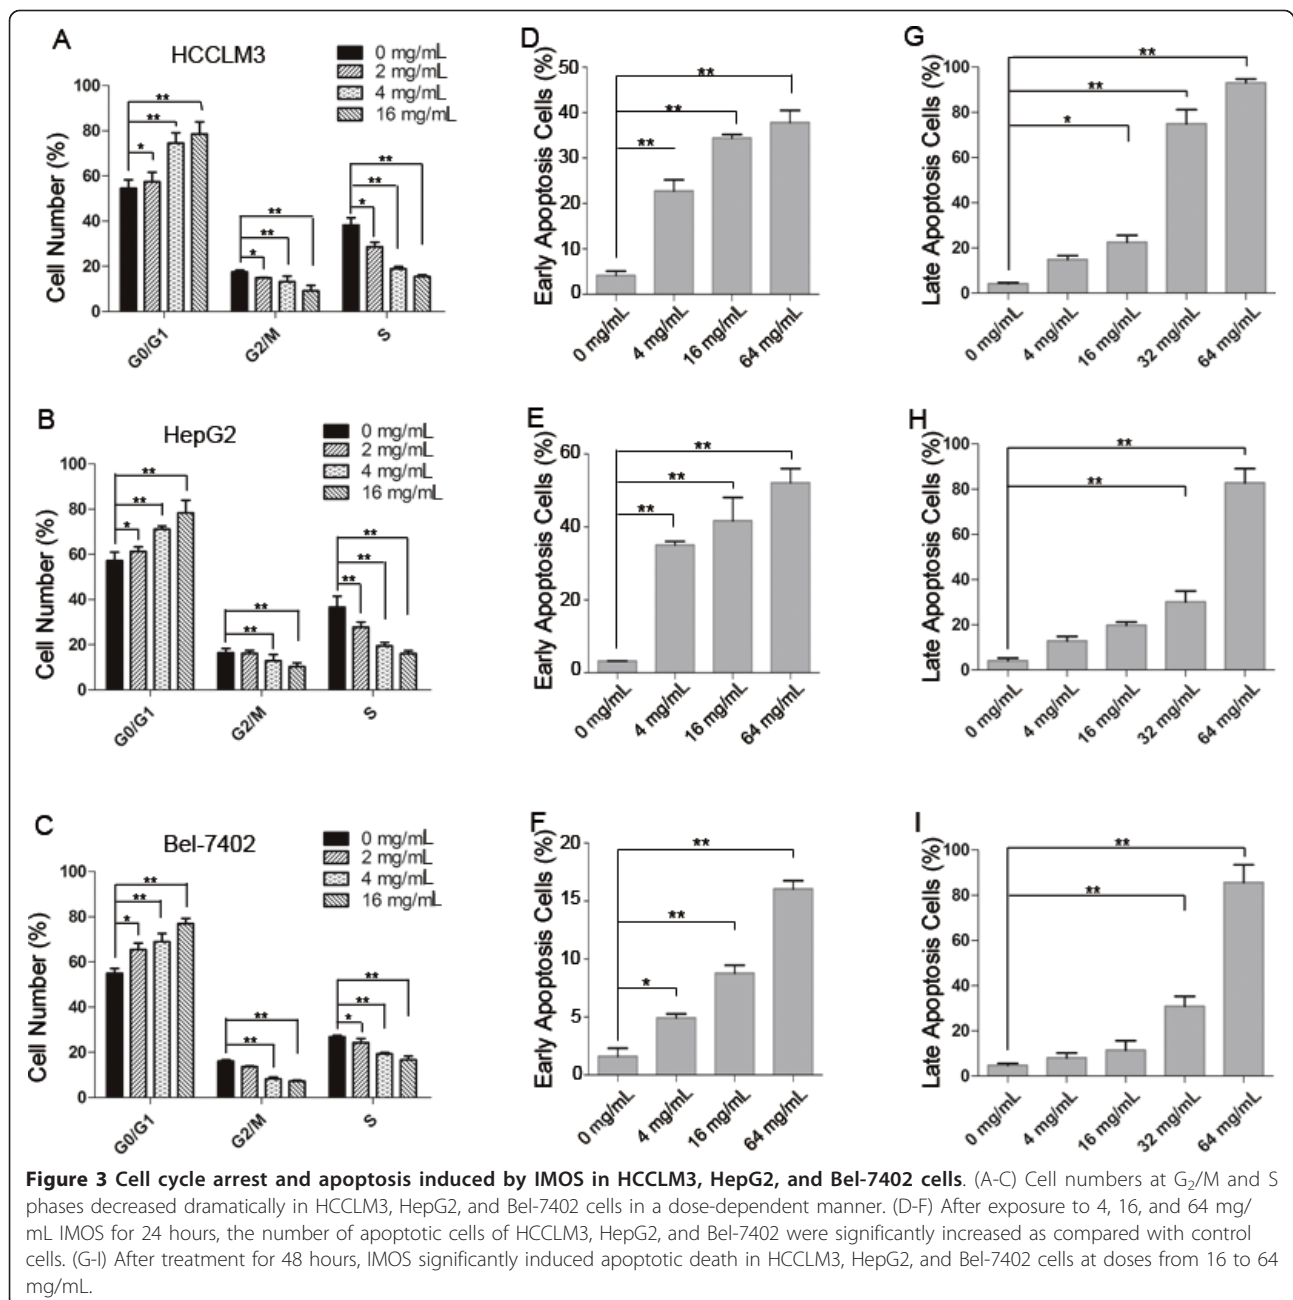 A
HCCLM3
0 mg/mL
2 mg/mL
4 mg/mL
16 mg/mL
Cell Number (%)
100
80
60
40
20
0
** ** *
** ** *
** ** *
G0/G1
G2/M
S
D
Early Apoptosis Cells (%)
50
40
30
20
10
0
**
**
**
0 mg/mL
4 mg/mL
16 mg/mL
64 mg/mL
G
Late Apoptosis Cells (%)
100
80
60
40
20
0
**
**
*
0 mg/mL
4 mg/mL
16 mg/mL
32 mg/mL
64 mg/mL
B
HepG2
0 mg/mL
2 mg/mL
4 mg/mL
16 mg/mL
Cell Number (%)
100
80
60
40
20
0
** ** *
** **
** ** **
G0/G1
G2/M
S
E
Early Apoptosis Cells (%)
60
40
20
0
**
**
**
0 mg/mL
4 mg/mL
16 mg/mL
64 mg/mL
H
Late Apoptosis Cells (%)
100
80
60
40
20
0
**
**
0 mg/mL
4 mg/mL
16 mg/mL
32 mg/mL
64 mg/mL
C
Bel-7402
0 mg/mL
2 mg/mL
4 mg/mL
16 mg/mL
Cell Number (%)
100
80
60
40
20
0
** ** *
** **
** ** *
G0/G1
G2/M
S
F
Early Apoptosis Cells (%)
20
15
10
5
0
**
**
*
0 mg/mL
4 mg/mL
16 mg/mL
64 mg/mL
I
Late Apoptosis Cells (%)
100
80
60
40
20
0
**
**
0 mg/mL
4 mg/mL
16 mg/mL
32 mg/mL
64 mg/mL
Figure 3 Cell cycle arrest and apoptosis induced by IMOS in HCCLM3, HepG2, and Bel-7402 cells. (A-C) Cell numbers at G₂/M and S
phases decreased dramatically in HCCLM3, HepG2, and Bel-7402 cells in a dose-dependent manner. (D-F) After exposure to 4, 16, and 64 mg/
mL IMOS for 24 hours, the number of apoptotic cells of HCCLM3, HepG2, and Bel-7402 were significantly increased as compared with control
cells. (G-I) After treatment for 48 hours, IMOS significantly induced apoptotic death in HCCLM3, HepG2, and Bel-7402 cells at doses from 16 to 64
mg/mL.